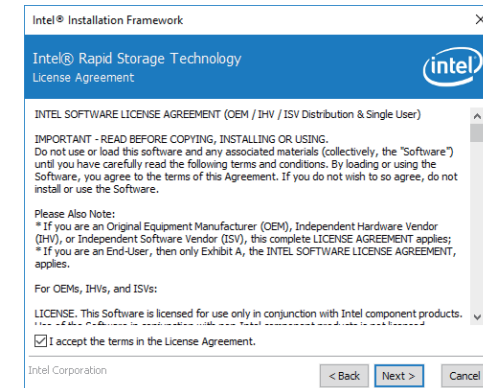 Intel® Installation Framework
Intel® Rapid Storage Technology
License Agreement
intel
INTEL SOFTWARE LICENSE AGREEMENT (OEM / IHV / ISV Distribution & Single User)
IMPORTANT - READ BEFORE COPYING, INSTALLING OR USING.
Do not use or load this software and any associated materials (collectively, the "Software")
until you have carefully read the following terms and conditions. By loading or using the
Software, you agree to the terms of this Agreement. If you do not wish to so agree, do not
install or use the Software.
Please Also Note:
* If you are an Original Equipment Manufacturer (OEM), Independent Hardware Vendor
(IHV), or Independent Software Vendor (ISV), this complete LICENSE AGREEMENT applies;
* If you are an End-User, then only Exhibit A, the INTEL SOFTWARE LICENSE AGREEMENT,
applies.
For OEMs, IHVs, and ISVs:
LICENSE. This Software is licensed for use only in conjunction with Intel component products.
I accept the terms in the License Agreement.
Intel Corporation
< Back
Next >
Cancel